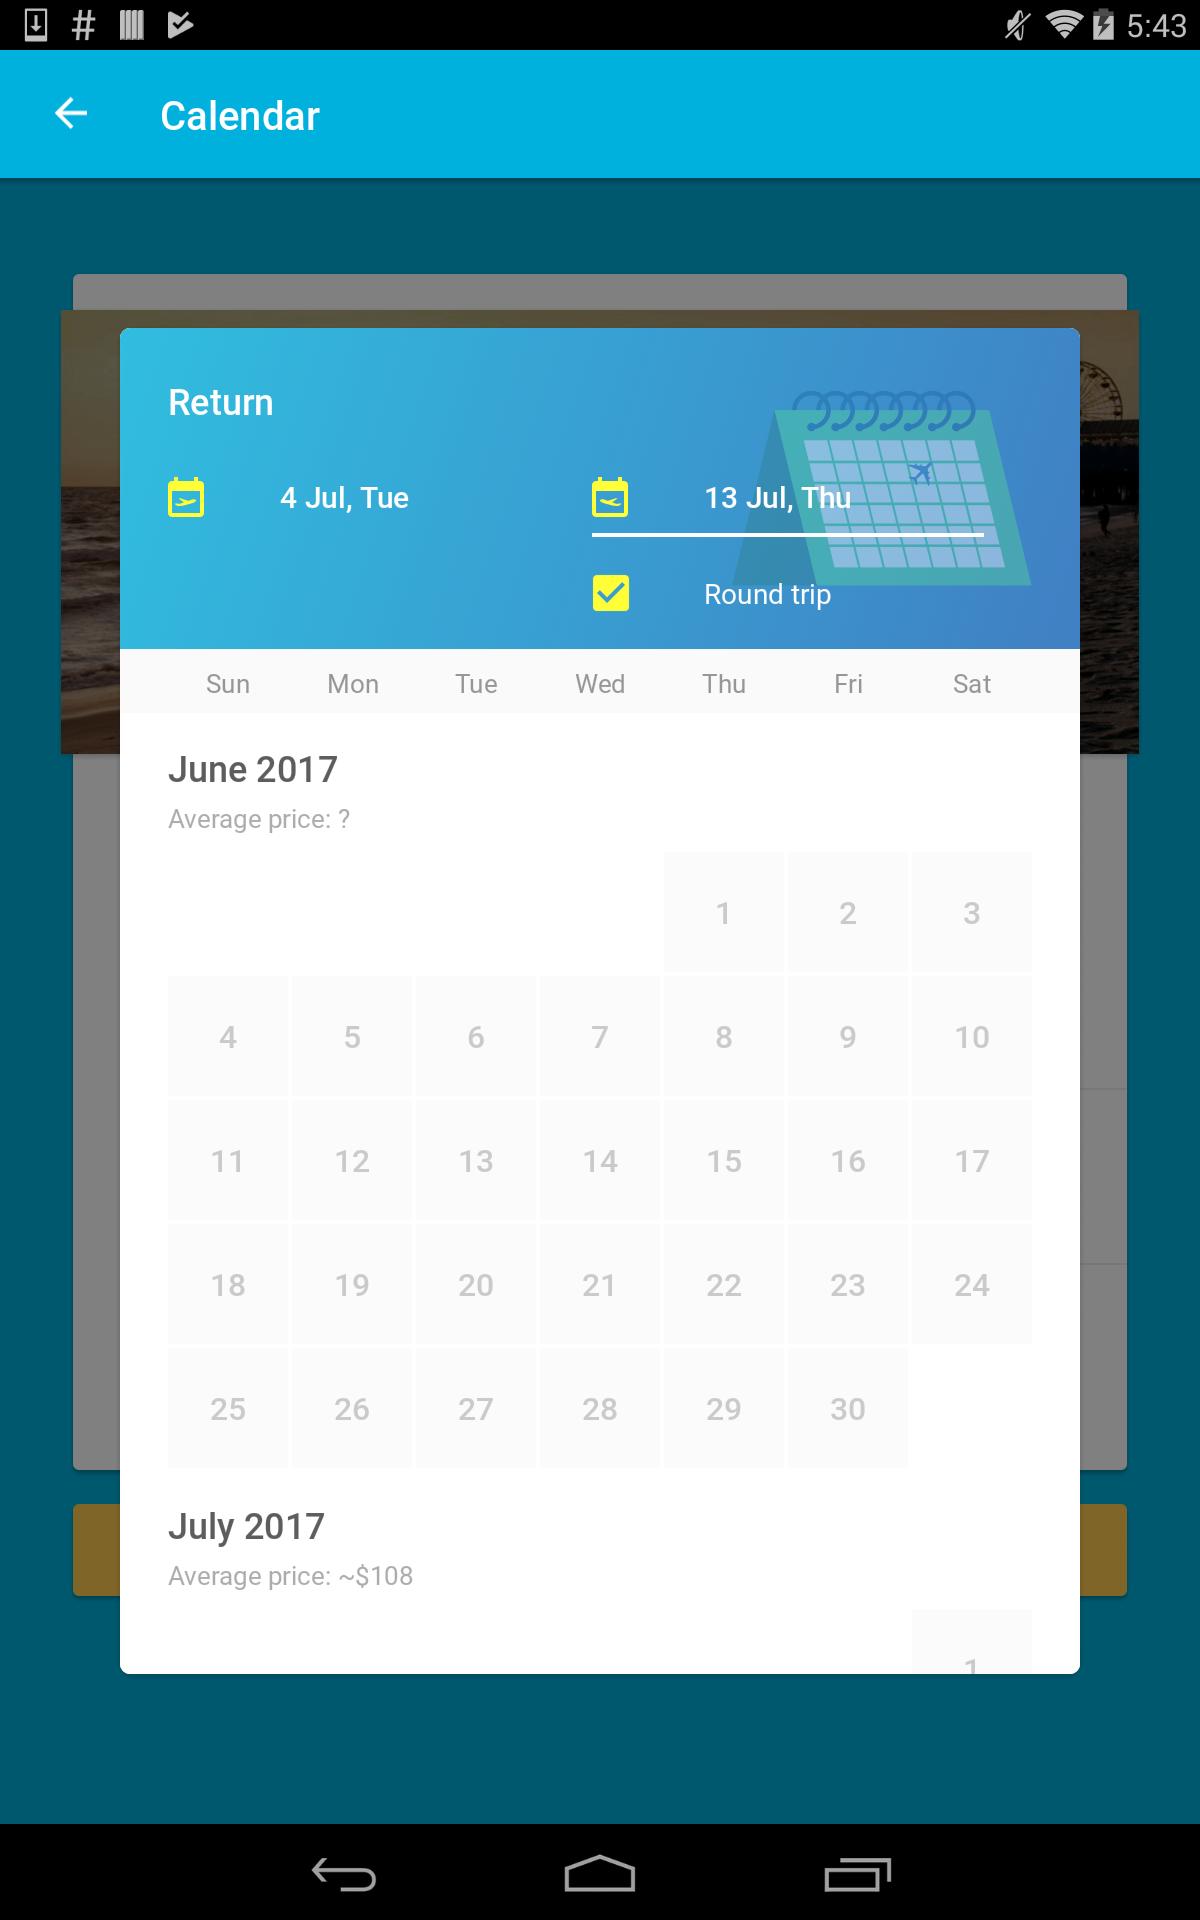 5:43
Calendar
Return
4 Jul, Tue
13 Jul, Thu
Round trip
Sun Mon Tue Wed Thu Fri Sat
June 2017
Average price: ?
1 2 3
4 5 6 7 8 9 10
11 12 13 14 15 16 17
18 19 20 21 22 23 24
25 26 27 28 29 30
July 2017
Average price: ~$108
1